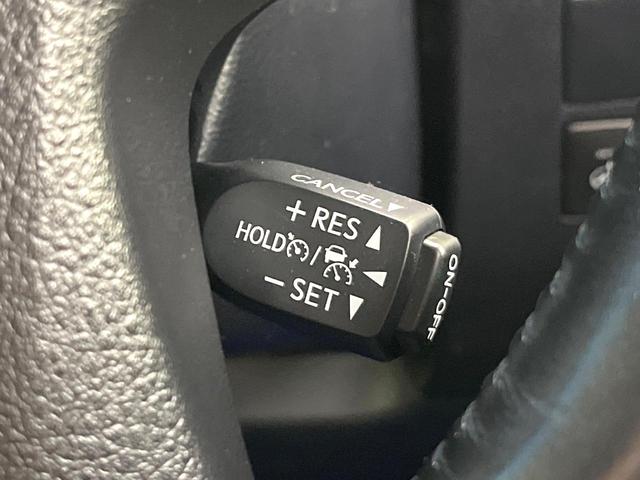 CANCEL▼
+ RES ▲
HOLD / ◀
− SET ▼
ON-OFF